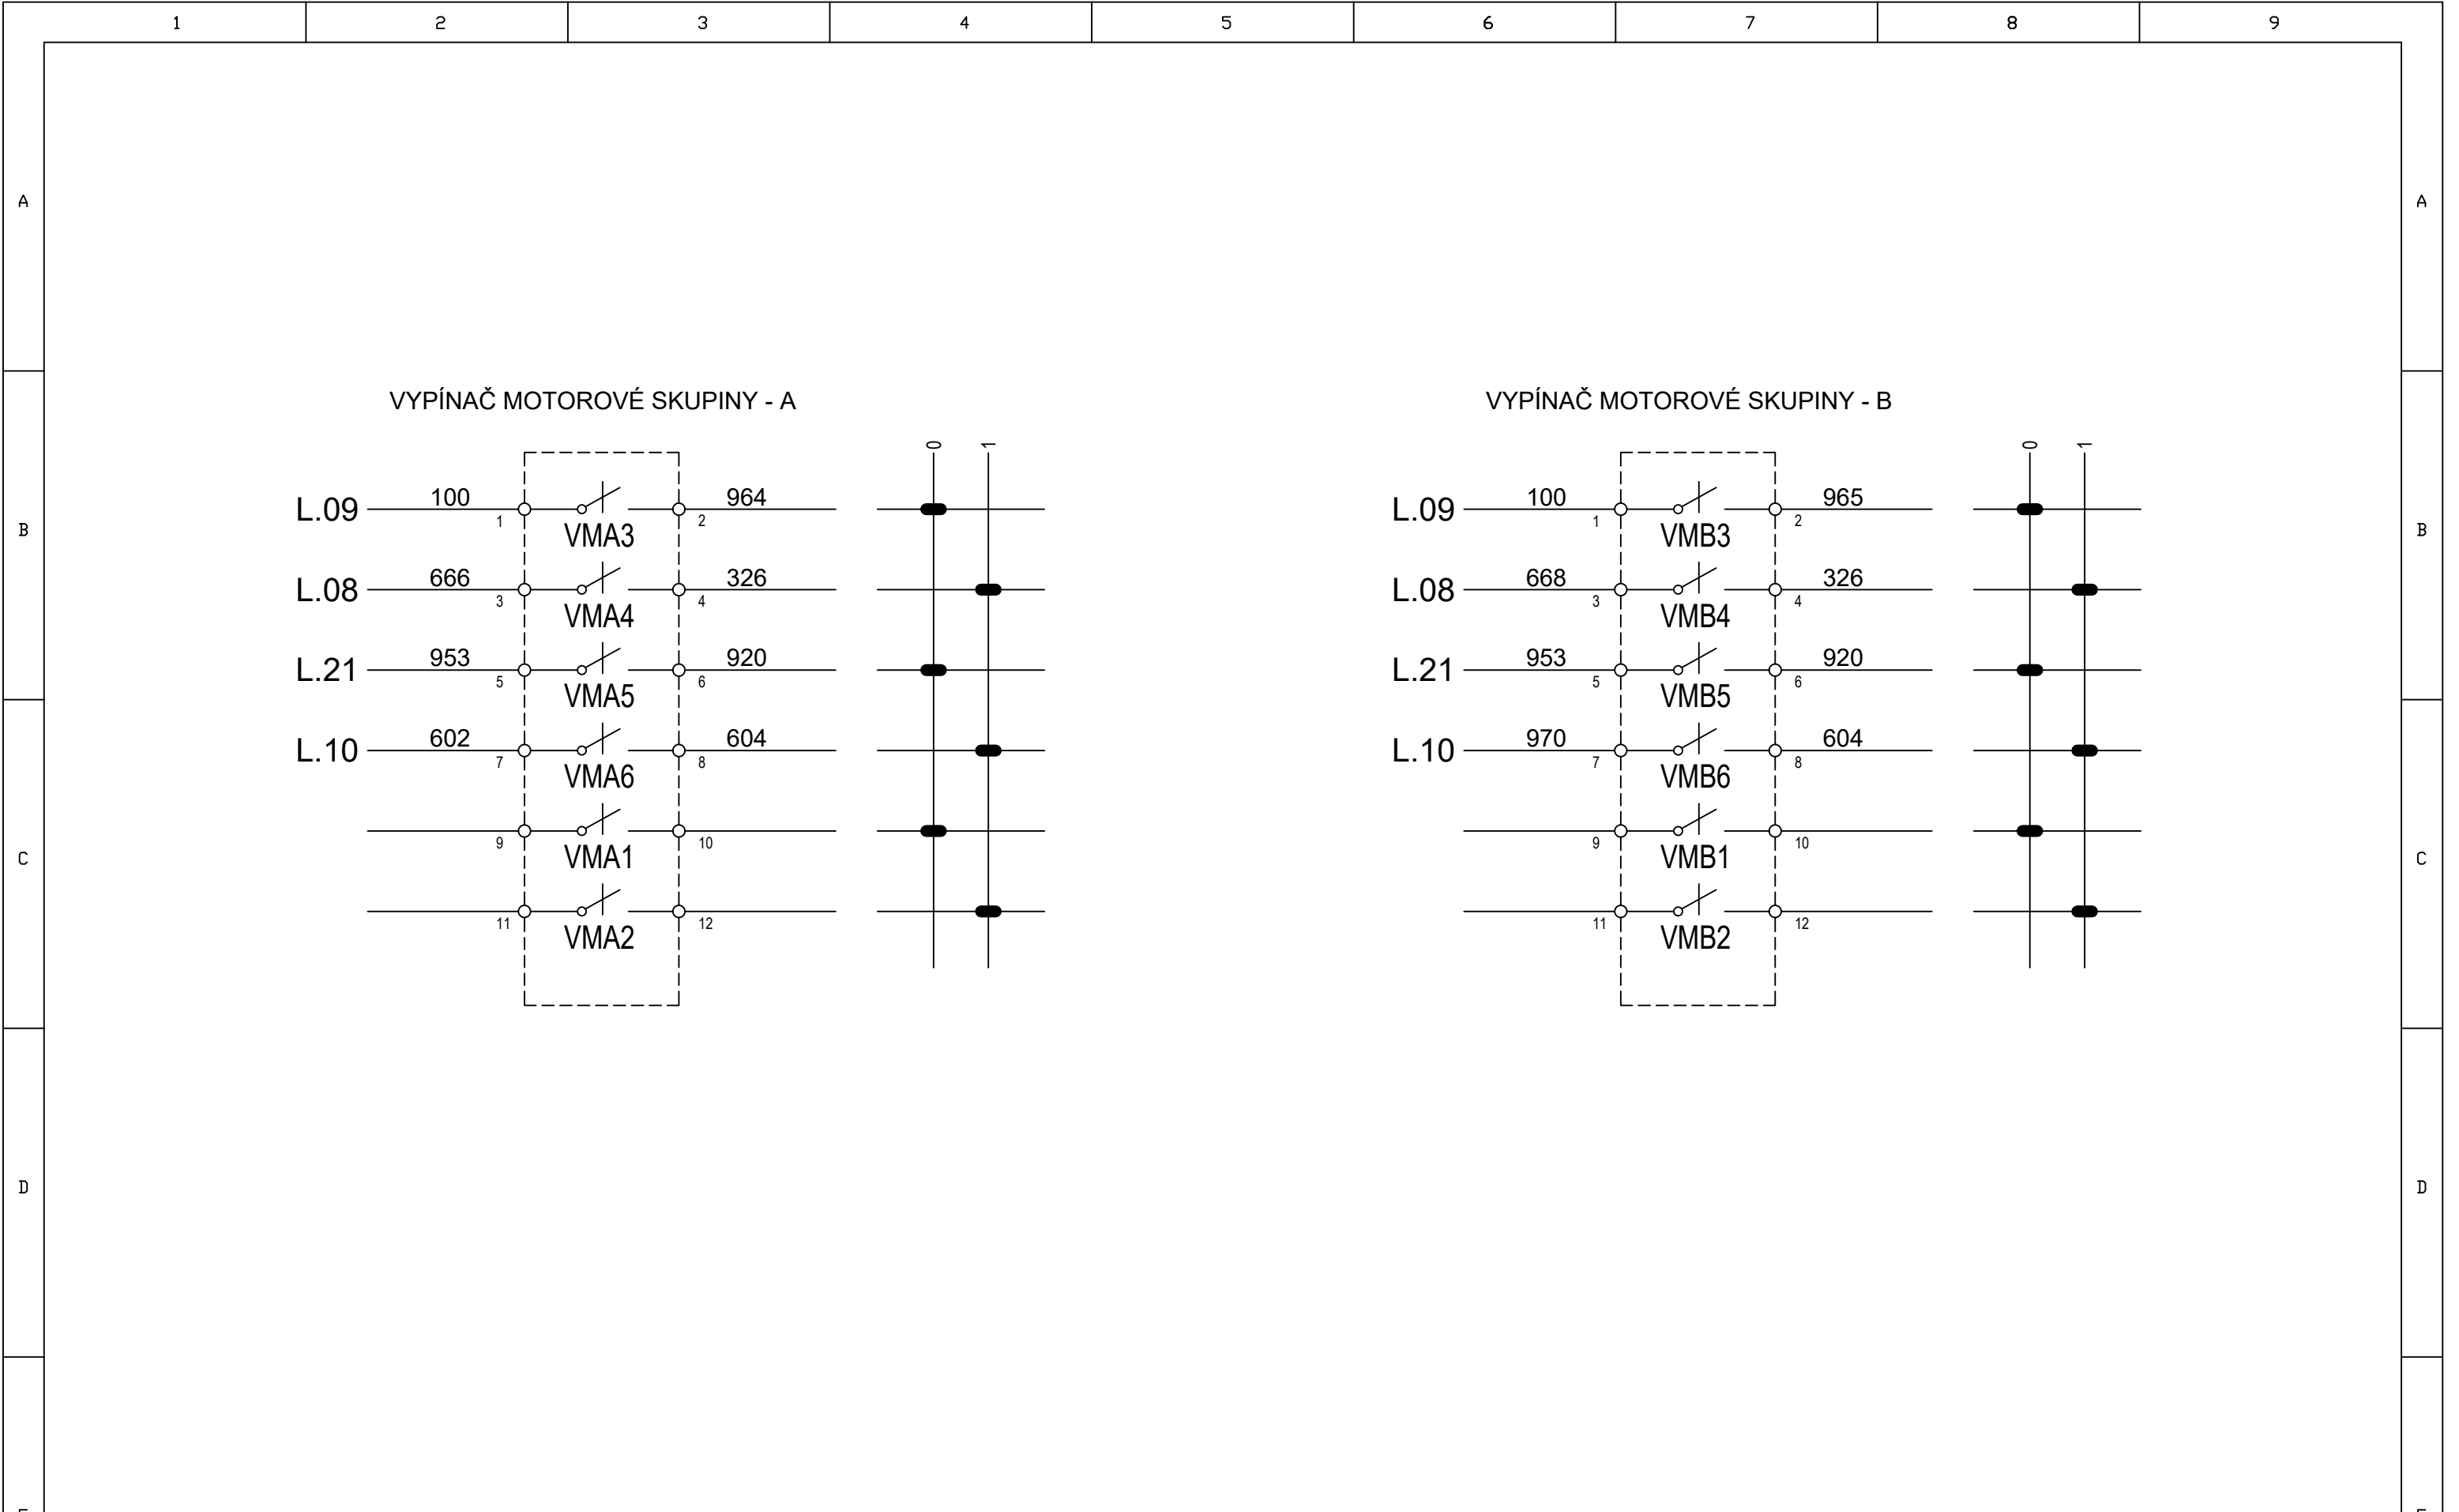 1 2 3 4 5 6 7 8 9
A A
VYPÍNAČ MOTOROVÉ SKUPINY - A
0 1
L.09 100 1 VMA3 2 964
L.08 666 3 VMA4 4 326
L.21 953 5 VMA5 6 920
L.10 602 7 VMA6 8 604
9 VMA1 10
11 VMA2 12
VYPÍNAČ MOTOROVÉ SKUPINY - B
0 1
L.09 100 1 VMB3 2 965
L.08 668 3 VMB4 4 326
L.21 953 5 VMB5 6 920
L.10 970 7 VMB6 8 604
9 VMB1 10
11 VMB2 12
B B
C C
D D